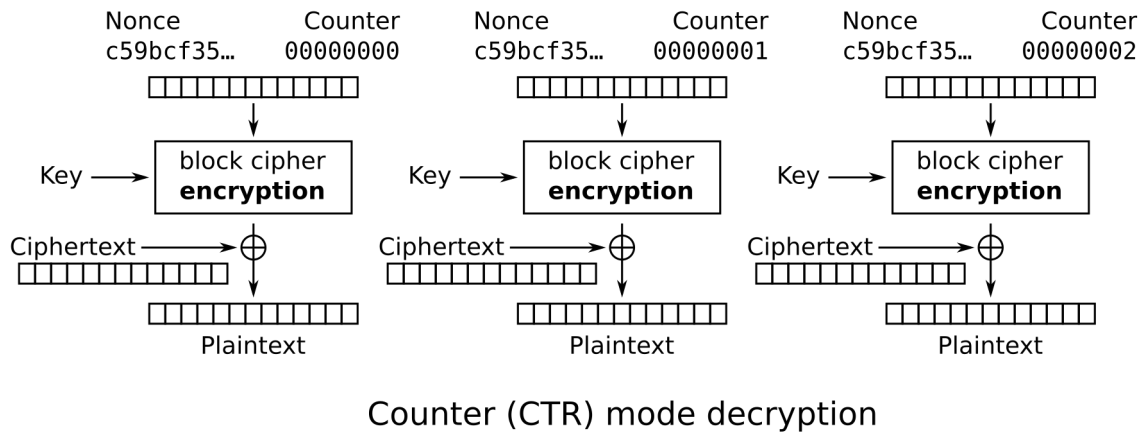 Nonce Counter Nonce Counter Nonce Counter
c59bcf35… 00000000 c59bcf35… 00000001 c59bcf35… 00000002
block cipher block cipher block cipher
Key encryption Key encryption Key encryption
Ciphertext Ciphertext Ciphertext
Plaintext Plaintext Plaintext
Counter (CTR) mode decryption